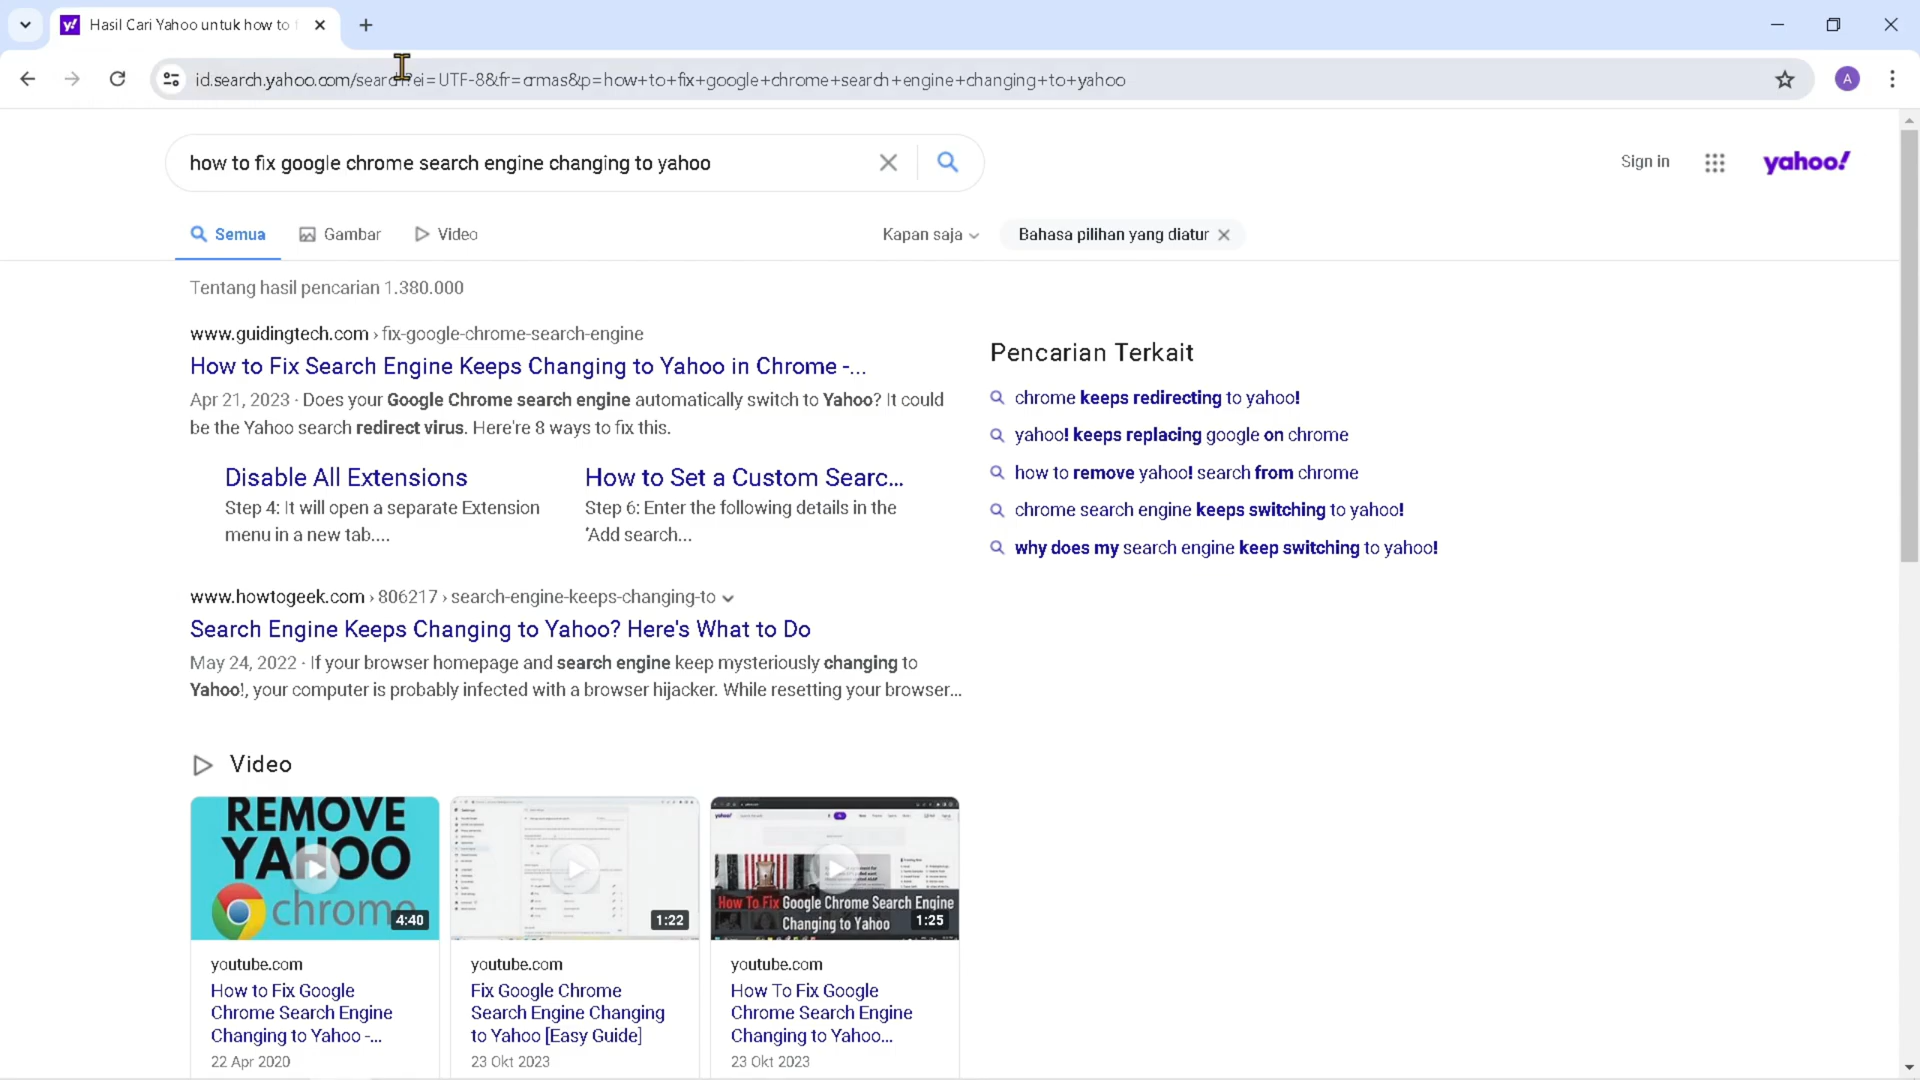 Hasil Cari Yahoo untuk how to
id.search.yahoo.com/search?ei=UTF-8&fr=crmas&p=how+to+fix+google+chrome+search+engine+changing+to+yahoo
A
how to fix google chrome search engine changing to yahoo
Sign in
yahoo!
Semua
Gambar
Video
Kapan saja
Bahasa pilihan yang diatur
Tentang hasil pencarian 1.380.000
www.guidingtech.com › fix-google-chrome-search-engine
How to Fix Search Engine Keeps Changing to Yahoo in Chrome -...
Apr 21, 2023 · Does your Google Chrome search engine automatically switch to Yahoo? It could
be the Yahoo search redirect virus. Here're 8 ways to fix this.
Disable All Extensions
Step 4: It will open a separate Extension
menu in a new tab....
How to Set a Custom Searc...
Step 6: Enter the following details in the
'Add search...
www.howtogeek.com › 806217 › search-engine-keeps-changing-to
Search Engine Keeps Changing to Yahoo? Here's What to Do
May 24, 2022 · If your browser homepage and search engine keep mysteriously changing to
Yahoo!, your computer is probably infected with a browser hijacker. While resetting your browser...
Pencarian Terkait
chrome keeps redirecting to yahoo!
yahoo! keeps replacing google on chrome
how to remove yahoo! search from chrome
chrome search engine keeps switching to yahoo!
why does my search engine keep switching to yahoo!
Video
REMOVE
YAHOO
chrome
4:40
youtube.com
How to Fix Google
Chrome Search Engine
Changing to Yahoo -...
22 Apr 2020
1:22
youtube.com
Fix Google Chrome
Search Engine Changing
to Yahoo [Easy Guide]
23 Okt 2023
yahoo!
How To Fix Google Chrome Search Engine
Changing to Yahoo
1:25
youtube.com
How To Fix Google
Chrome Search Engine
Changing to Yahoo...
23 Okt 2023